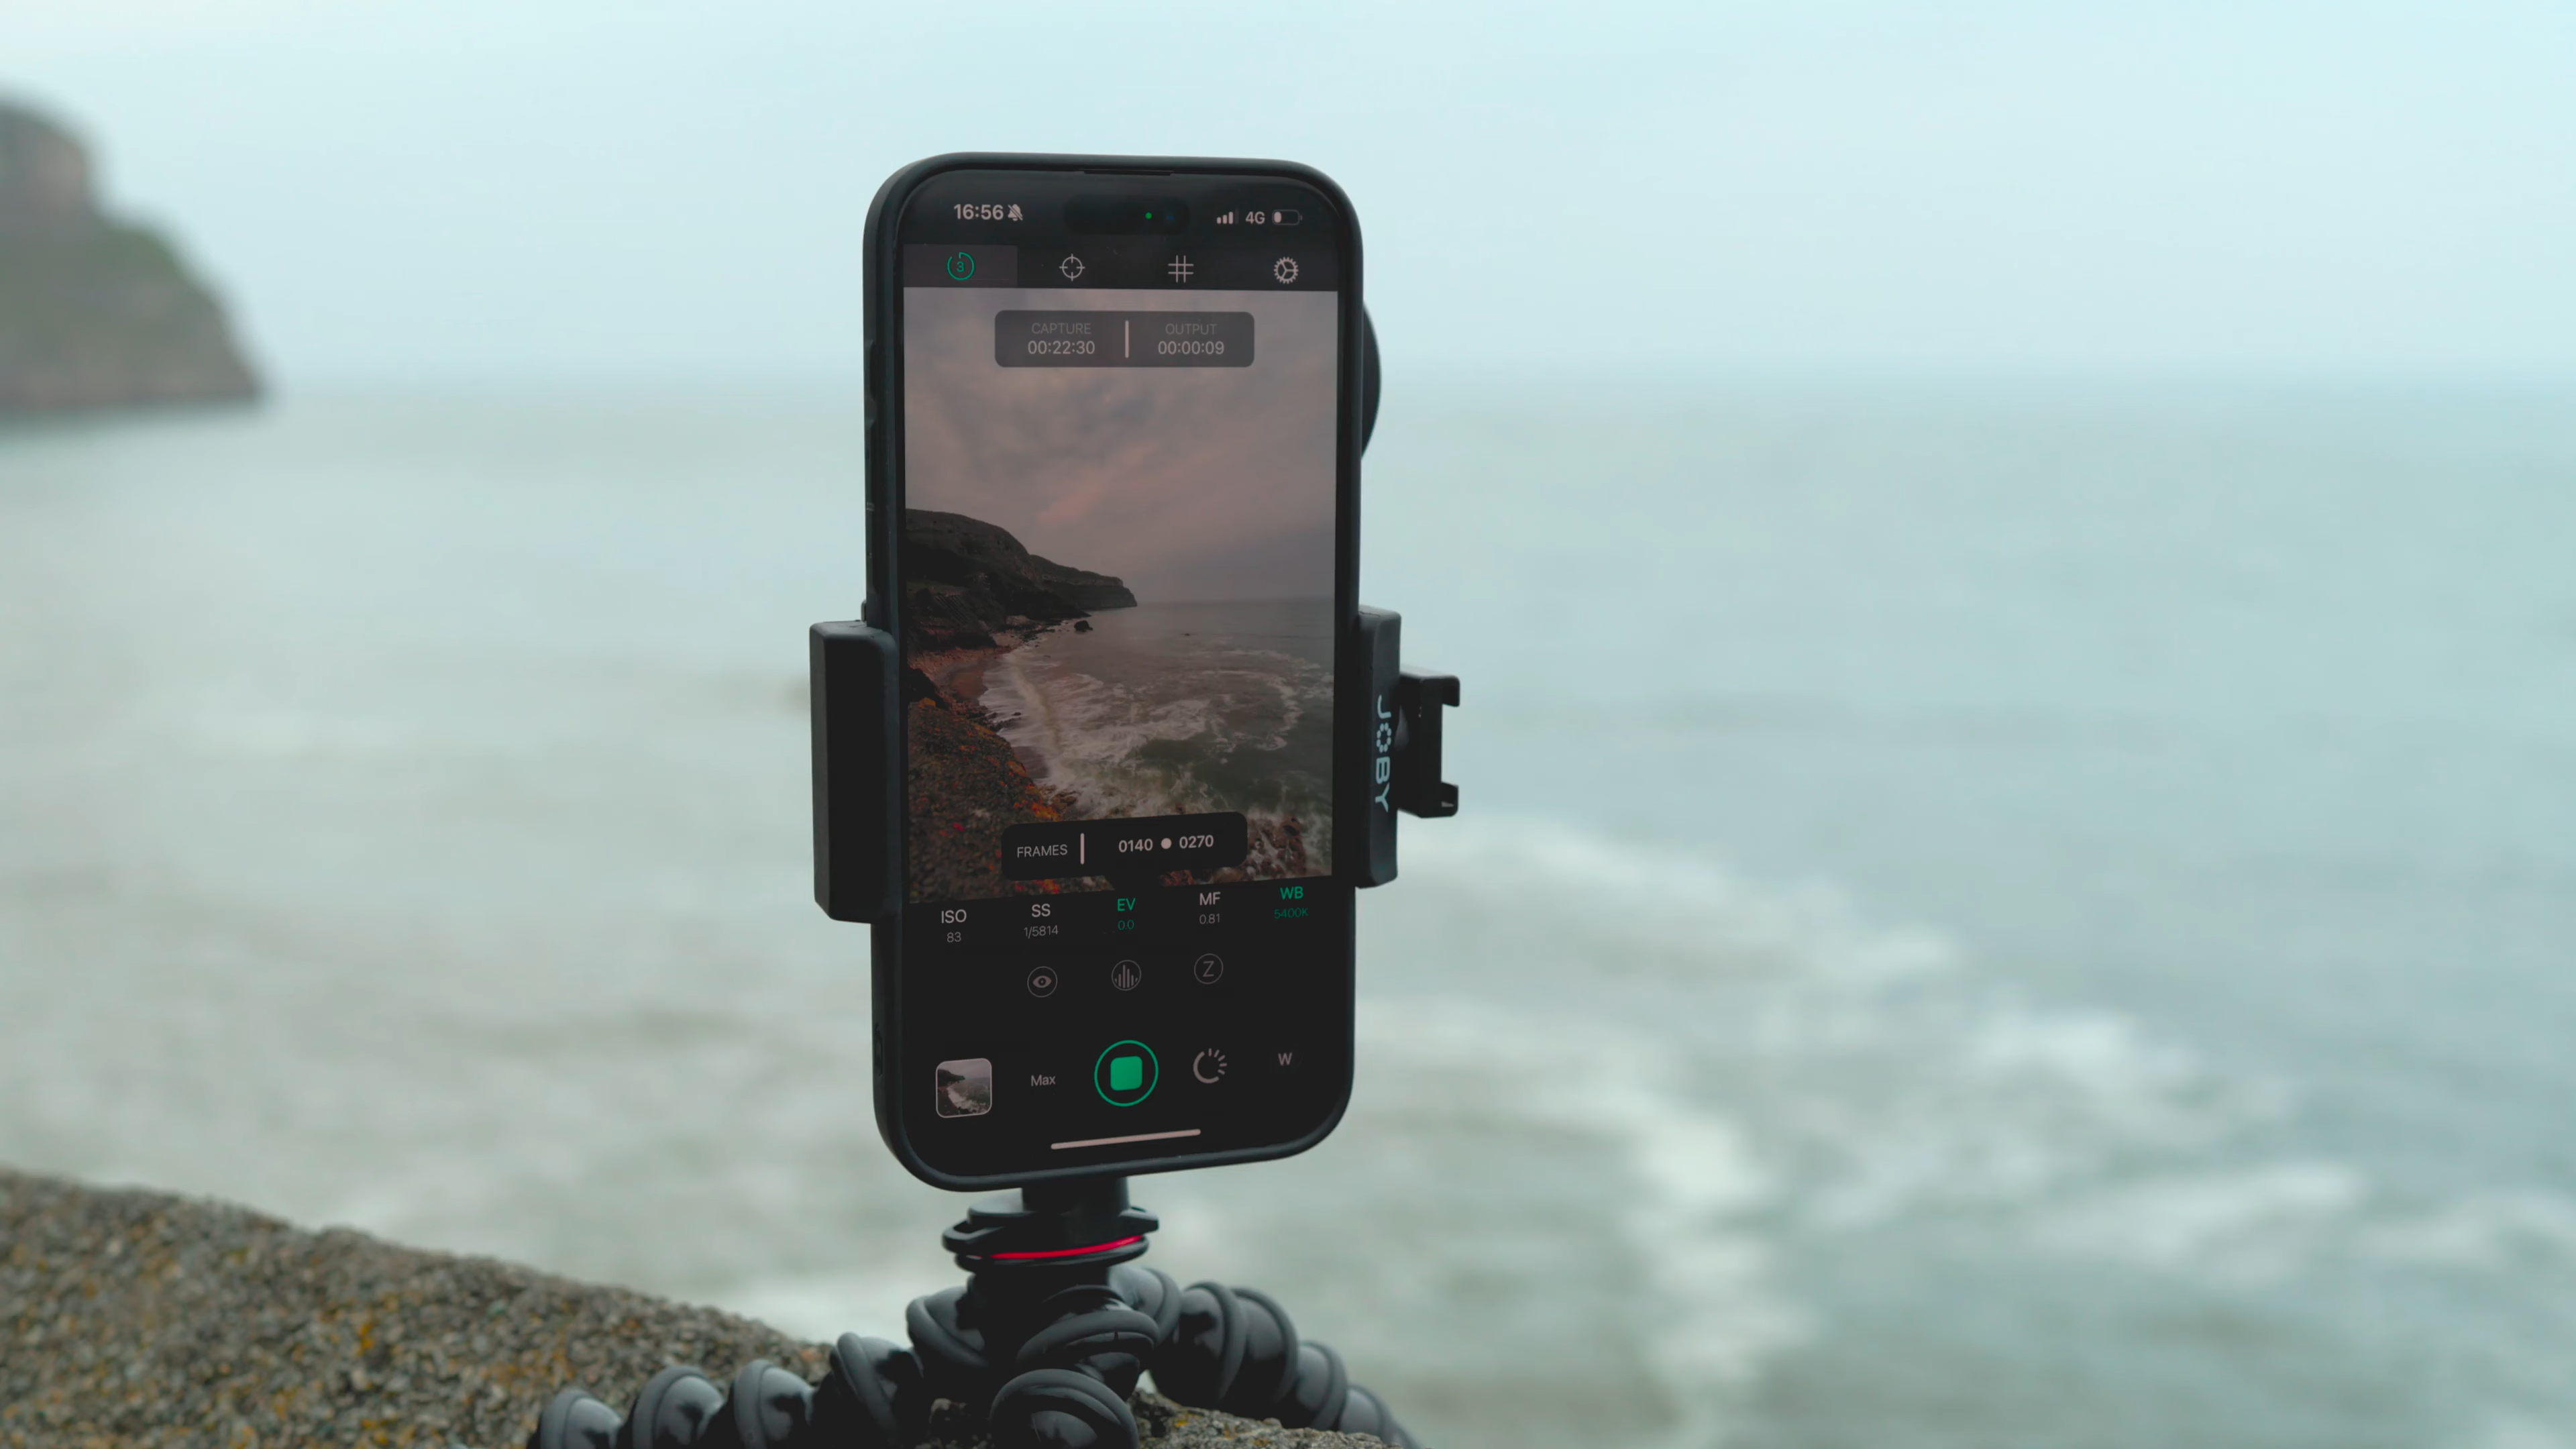 16:56 4G
3
CAPTURE OUTPUT
00:22:30 00:00:09
FRAMES 0140 0270
ISO SS EV MF WB
83 1/5814 0.0 0.81 5400K
Z
Max W
JOBY